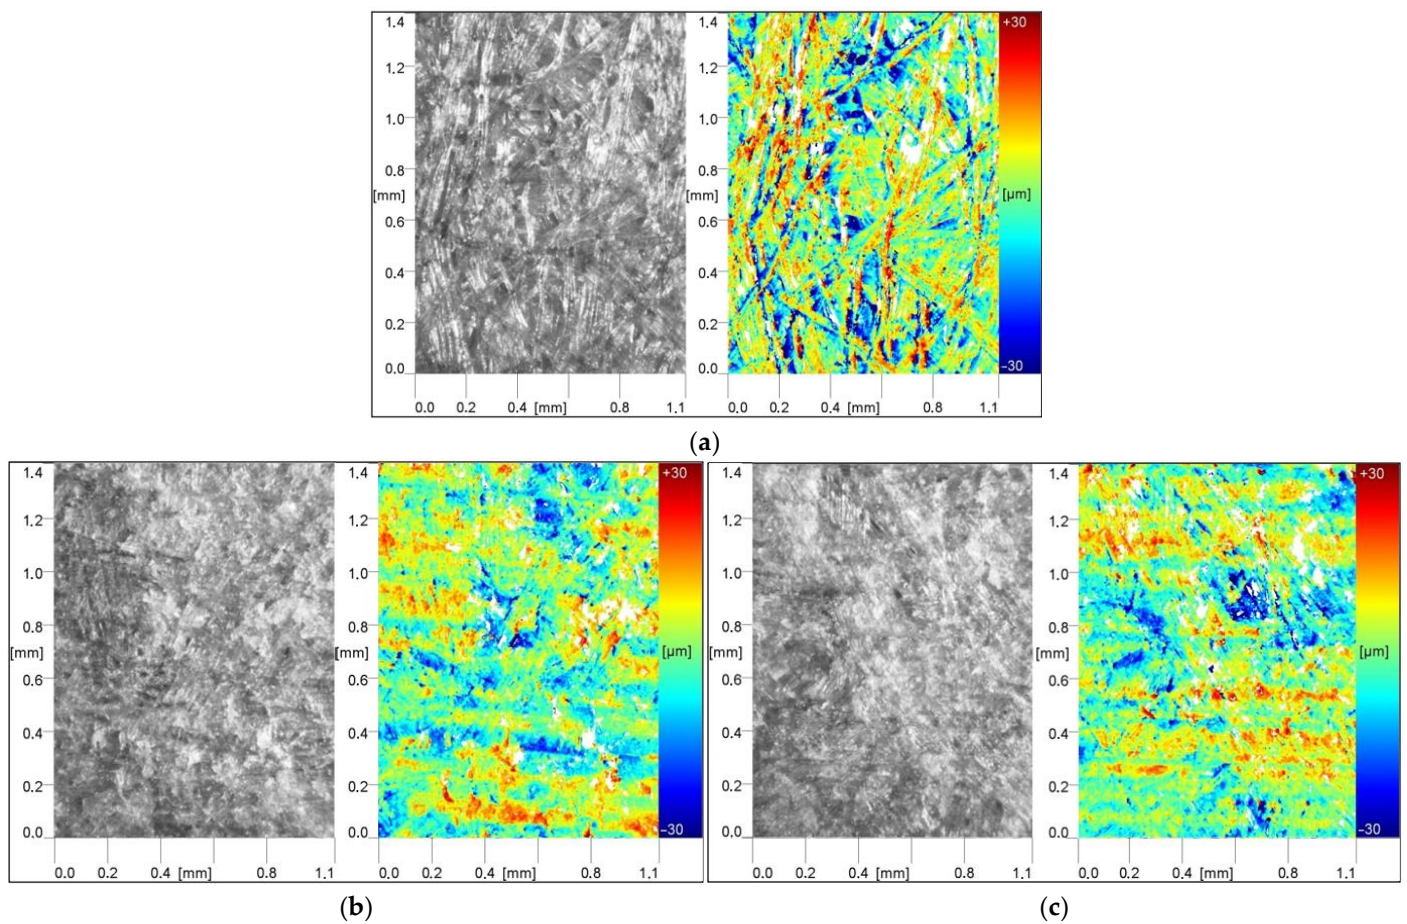 1.4 1.4 +30
1.2 1.2
1.0 1.0
0.8 0.8
[mm] [mm] [µm]
0.6 0.6
0.4 0.4
0.2 0.2
0.0 0.0 −30
0.0 0.2 0.4 [mm] 0.8 1.1 0.0 0.2 0.4 [mm] 0.8 1.1
(a)
1.4 1.4 +30 1.4 1.4 +30
1.2 1.2 1.2 1.2
1.0 1.0 1.0 1.0
0.8 0.8 0.8 0.8
[mm] [mm] [µm] [mm] [mm] [µm]
0.6 0.6 0.6 0.6
0.4 0.4 0.4 0.4
0.2 0.2 0.2 0.2
0.0 0.0 −30 0.0 0.0 −30
0.0 0.2 0.4 [mm] 0.8 1.1 0.0 0.2 0.4 [mm] 0.8 1.1 0.0 0.2 0.4 [mm] 0.8 1.1 0.0 0.2 0.4 [mm] 0.8 1.1
(b) (c)